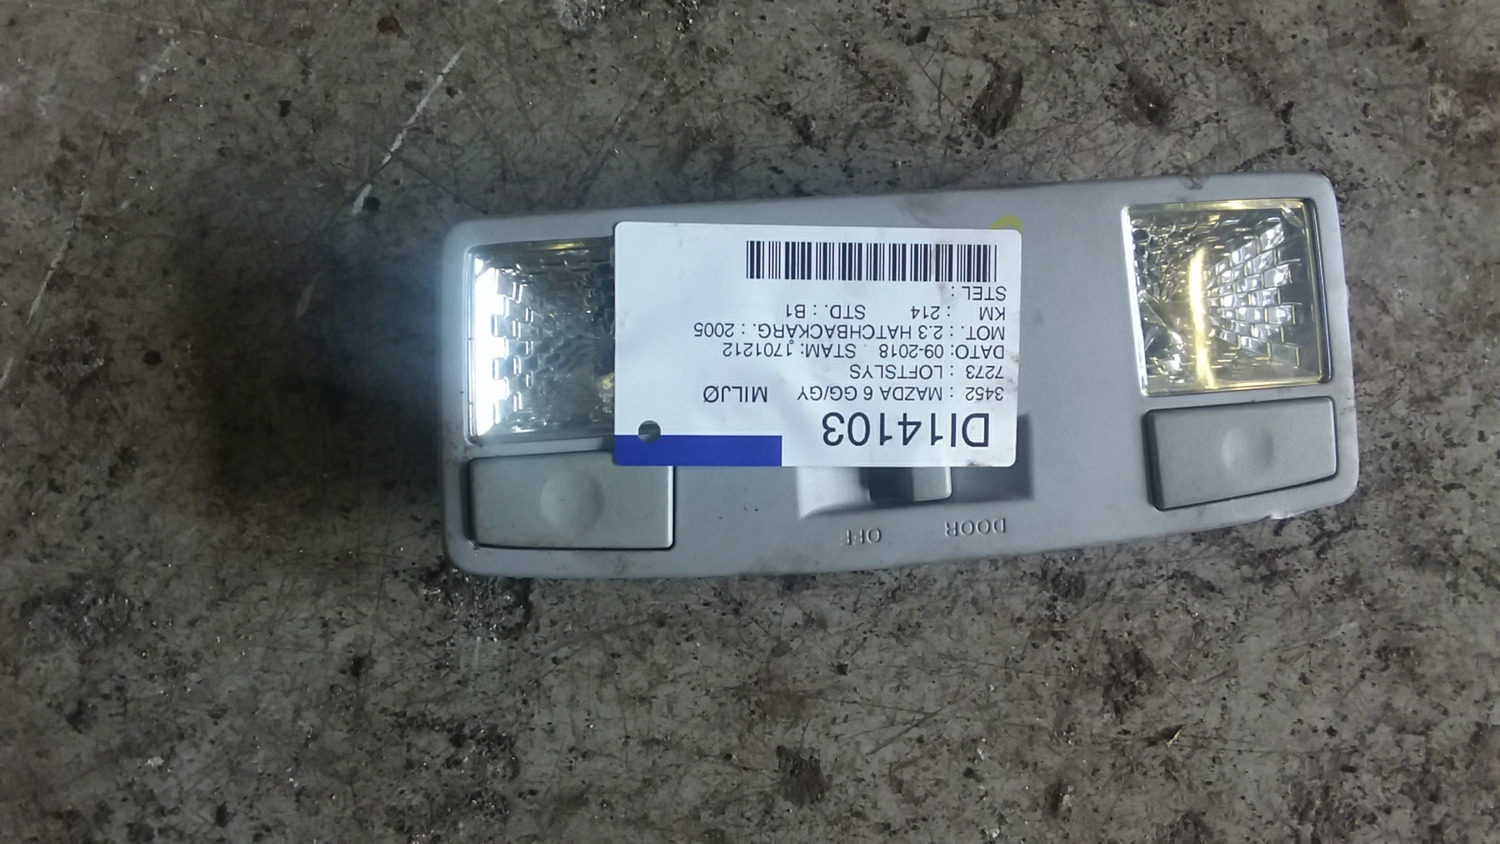 DI14103
3452 : MAZDA 6 GG/GY MILJØ
7273 : LOFTSLYS
DATO: 09-2018 STAM: 1701212
MOT. : 2.3 HATCHBACKÅRG. : 2005
KM : 214 STD. : B1
STEL :
DOOR OFF